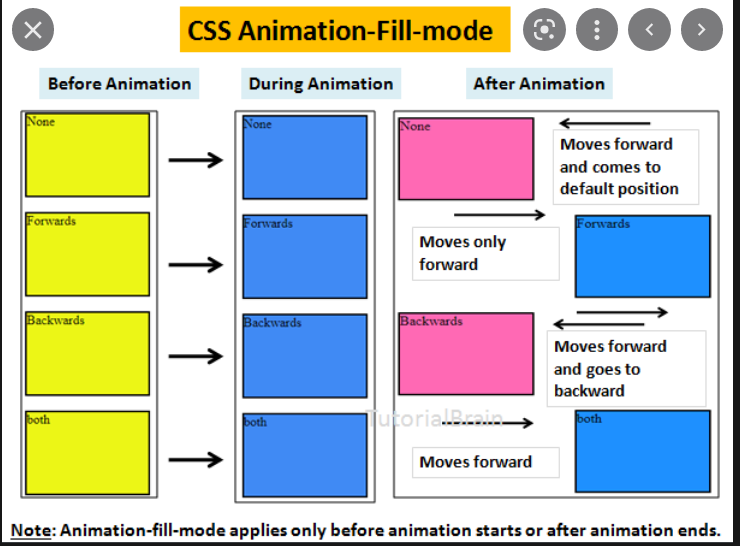 CSS Animation-Fill-mode
Before Animation
During Animation
After Animation
None
None
None
Moves forward
and comes to
default position
Forwards
Forwards
Moves only
forward
Forwards
Backwards
Backwards
Backwards
Moves forward
and goes to
backward
both
both
TutorialBrain
both
Moves forward
Note: Animation-fill-mode applies only before animation starts or after animation ends.